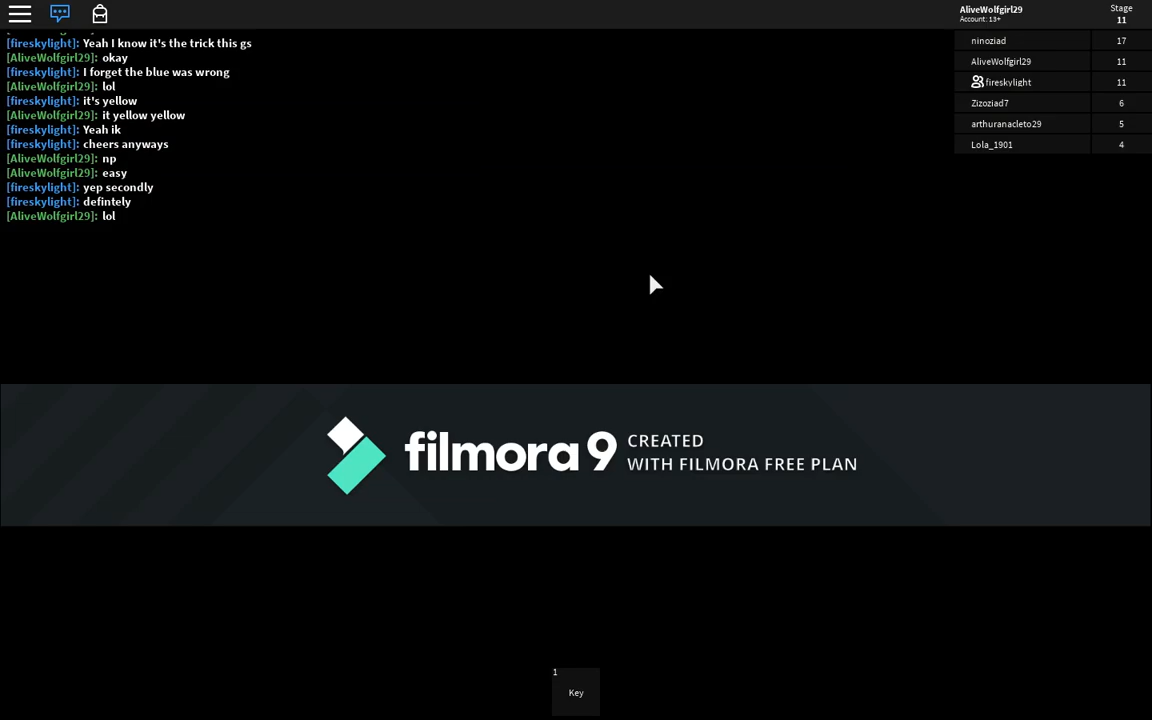 AliveWolfgirl29
Account: 13+
Stage
11
[fireskylight]: Yeah I know it's the trick this gs
[AliveWolfgirl29]: okay
[fireskylight]: I forget the blue was wrong
[AliveWolfgirl29]: lol
[fireskylight]: it's yellow
[AliveWolfgirl29]: it yellow yellow
[fireskylight]: Yeah ik
[fireskylight]: cheers anyways
[AliveWolfgirl29]: np
[AliveWolfgirl29]: easy
[fireskylight]: yep secondly
[fireskylight]: defintely
[AliveWolfgirl29]: lol
ninoziad 17
AliveWolfgirl29 11
fireskylight 11
Zizoziad7 6
arthuranacleto29 5
Lola_1901 4
filmora 9
CREATED
WITH FILMORA FREE PLAN
1
Key